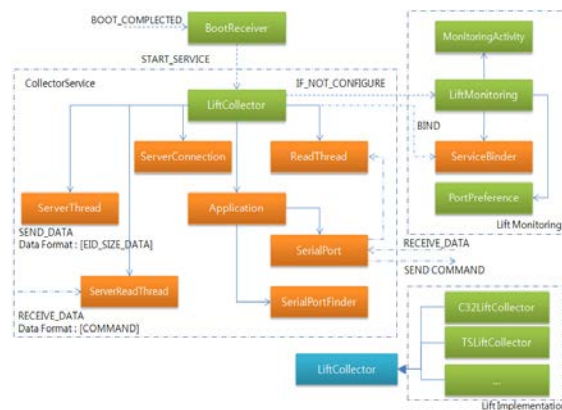 BOOT_COMPLECTED
BootReceiver
MonitoringActivity
START_SERVICE
CollectorService
IF_NOT_CONFIGURE
LiftCollector
LiftMonitoring
BIND
ServerConnection
ReadThread
ServiceBinder
ServerThread
Application
PortPreference
SEND_DATA
Data Format : [EID_SIZE_DATA]
Lift Monitoring
SerialPort
RECEIVE_DATA
SEND COMMAND
ServerReadThread
SerialPortFinder
RECEIVE_DATA
Data Format : [COMMAND]
C32LiftCollector
TSLiftCollector
LiftCollector
...
Lift Implementation